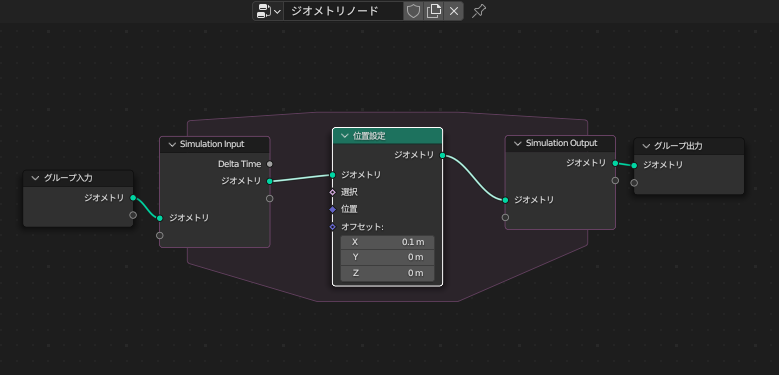 ジオメトリノード
グループ入力
ジオメトリ
Simulation Input
Delta Time
ジオメトリ
ジオメトリ
位置設定
ジオメトリ
ジオメトリ
選択
位置
オフセット:
X 0.1 m
Y 0 m
Z 0 m
Simulation Output
ジオメトリ
ジオメトリ
グループ出力
ジオメトリ